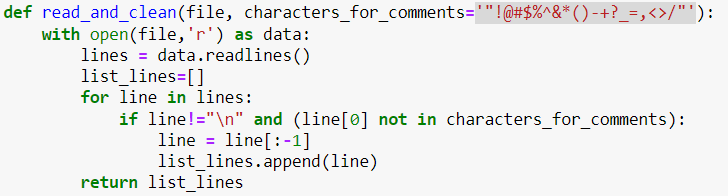 def read_and_clean(file, characters_for_comments='"!@#$%^&*()-+?_=,<>/"'):
    with open(file,'r') as data:
        lines = data.readlines()
        list_lines=[]
        for line in lines:
            if line!="\n" and (line[0] not in characters_for_comments):
                line = line[:-1]
                list_lines.append(line)
        return list_lines